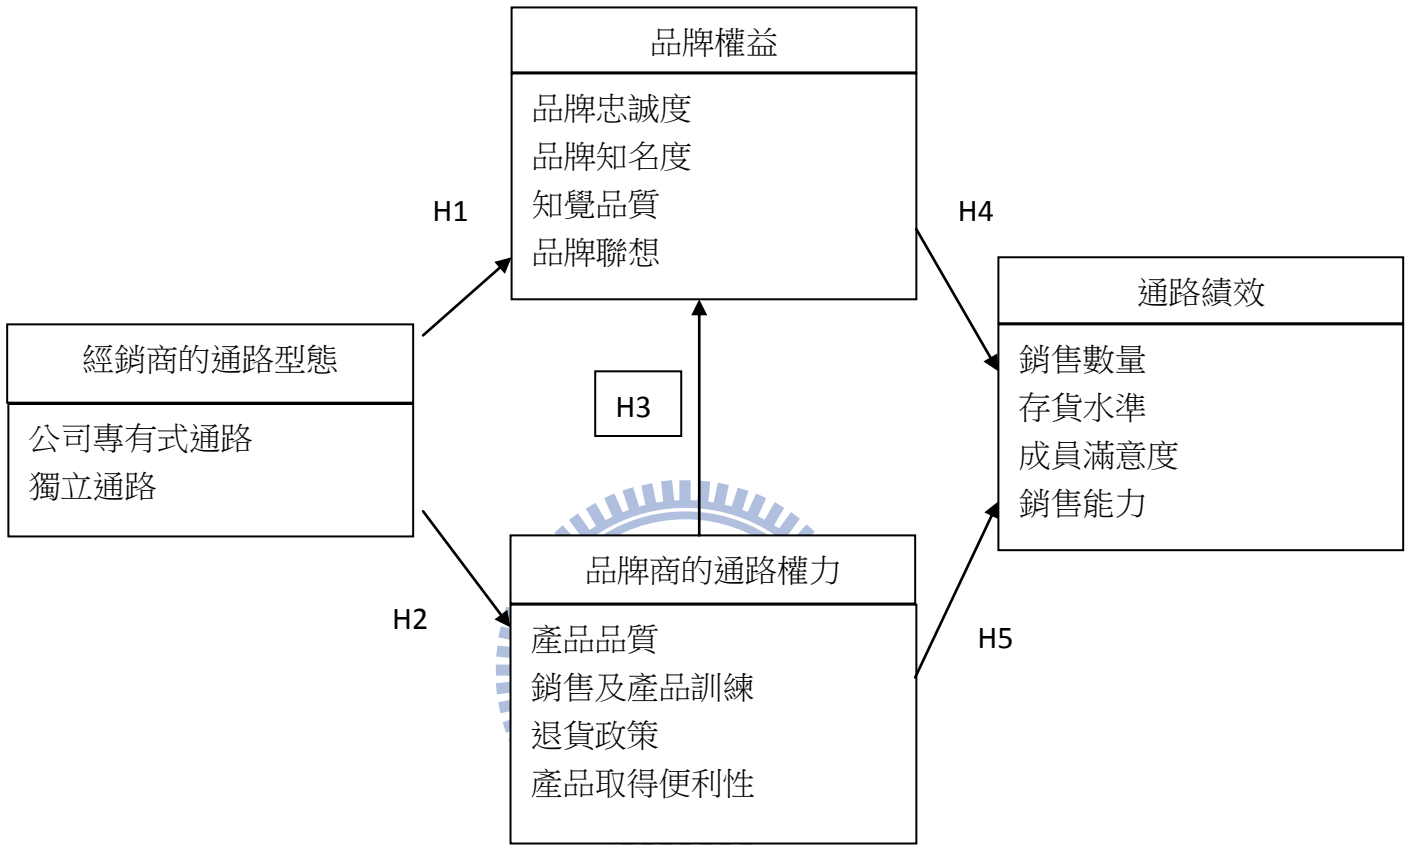 品牌權益
品牌忠誠度
品牌知名度
知覺品質
品牌聯想
H1
H4
經銷商的通路型態
公司專有式通路
獨立通路
H3
通路績效
銷售數量
存貨水準
成員滿意度
銷售能力
H2
品牌商的通路權力
產品品質
銷售及產品訓練
退貨政策
產品取得便利性
H5